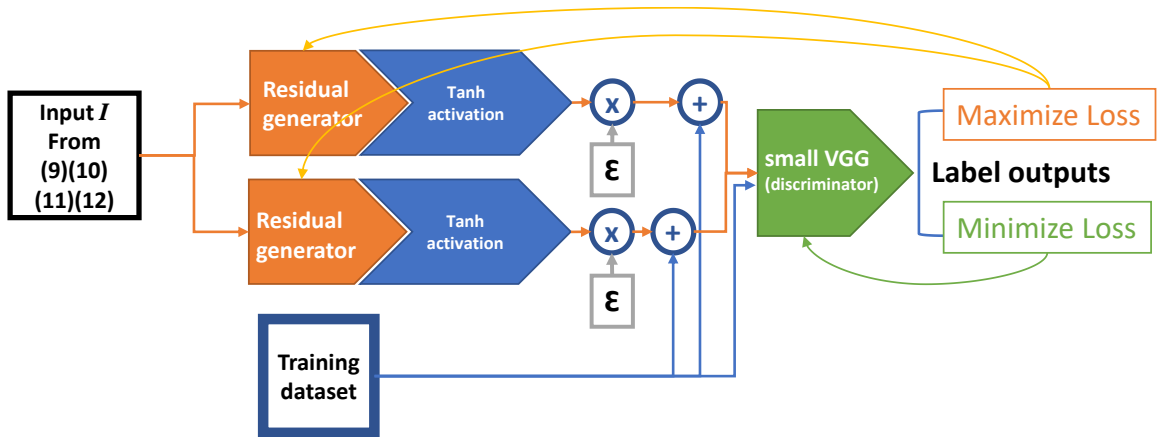 Input I
From
(9)(10)
(11)(12)
Residual
generator
Tanh
activation
x
+
ε
Residual
generator
Tanh
activation
x
+
ε
Training
dataset
small VGG
(discriminator)
Maximize Loss
Label outputs
Minimize Loss